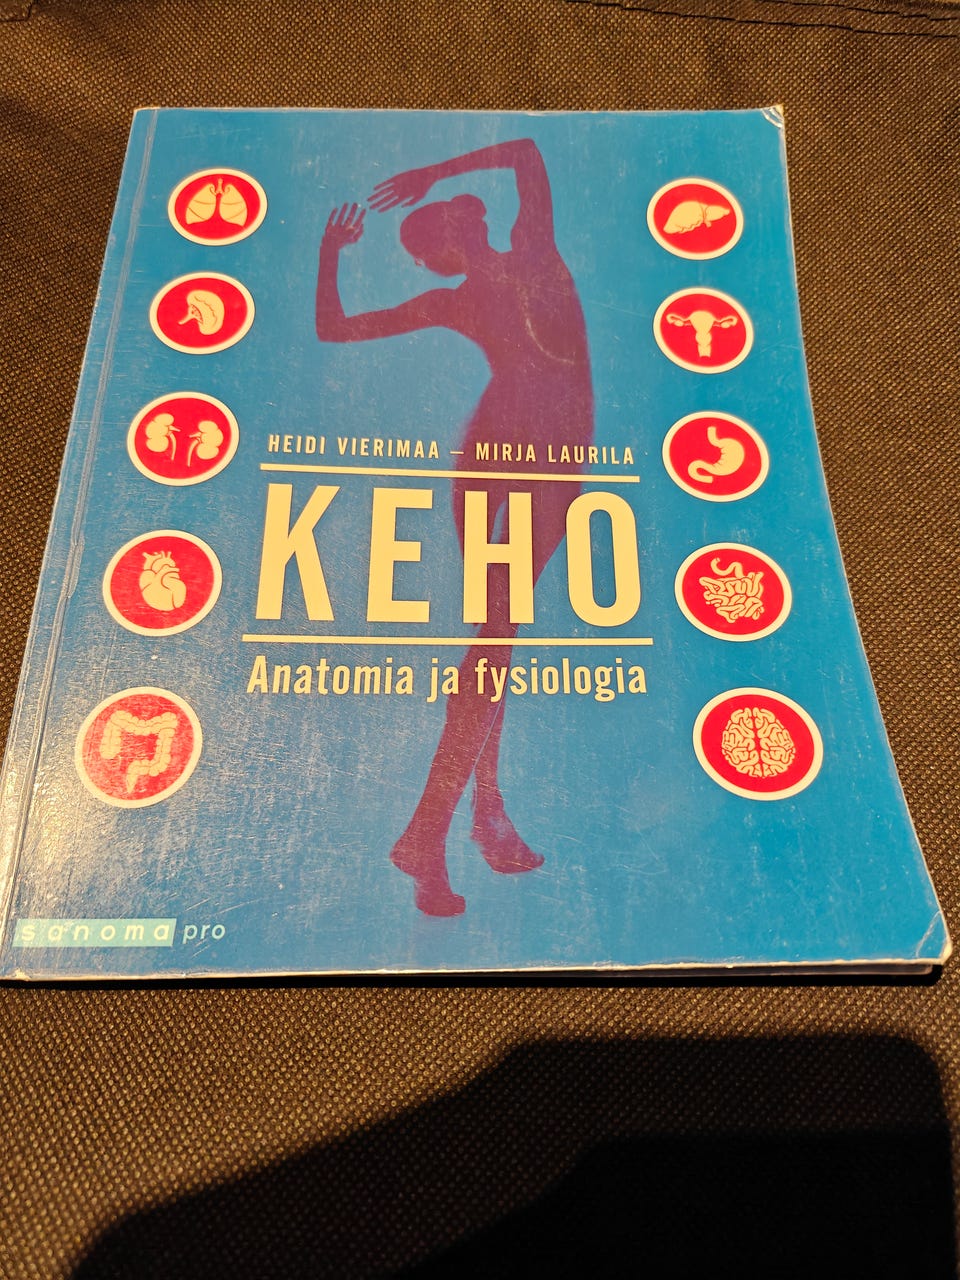 HEIDI VIERIMAA – MIRJA LAURILA
KEHO
Anatomia ja fysiologia
sanoma pro